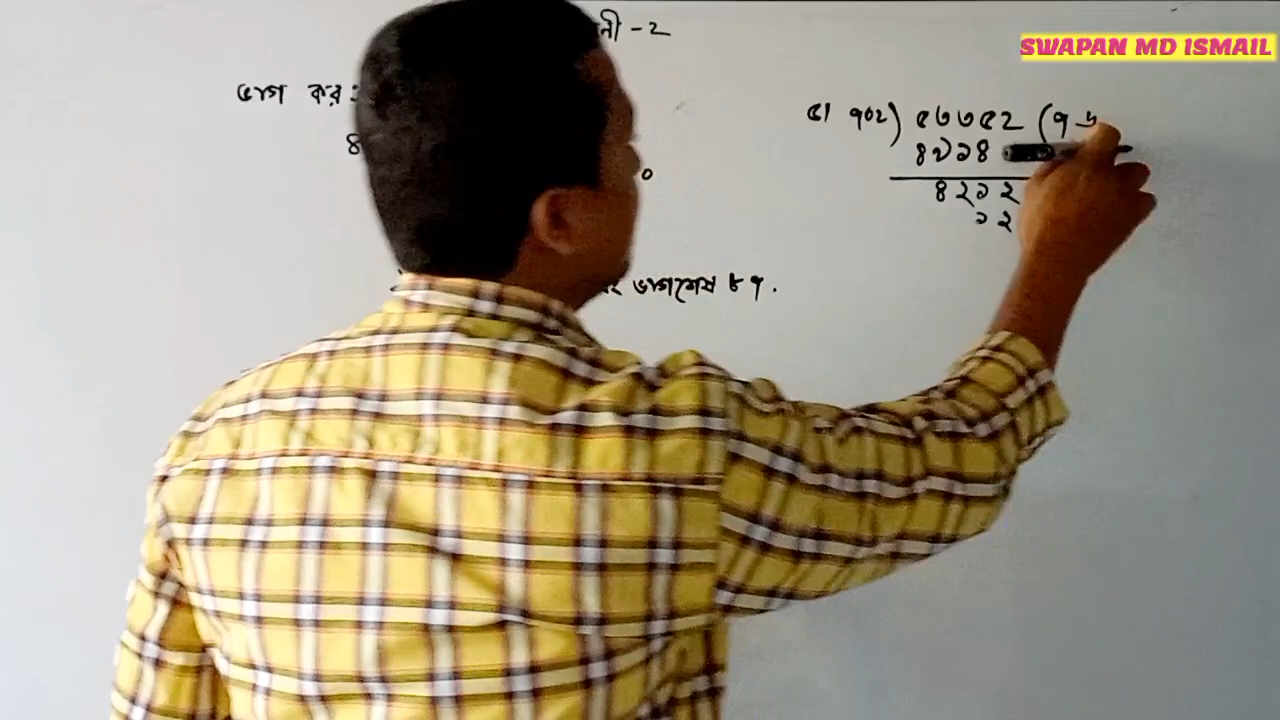 নী -২
SWAPAN MD ISMAIL
ভাগ কর :
৪
০
ভাগশেষ ৮৭.
৫। ৭০২) ৫৩৩৫২ (৭৬
৪৯১৪
৪২১২
১২